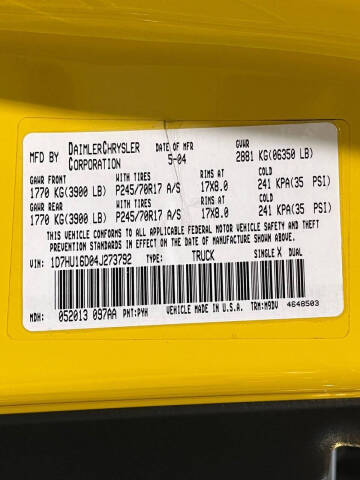 MFD BY DAIMLERCHRYSLER CORPORATION DATE OF MFR 5-04 GVWR 2881 KG(06350 LB)
GAWR FRONT WITH TIRES RIMS AT COLD
1770 KG(3900 LB) P245/70R17 A/S 17X8.0 241 KPA(35 PSI)
GAWR REAR WITH TIRES RIMS AT COLD
1770 KG(3900 LB) P245/70R17 A/S 17X8.0 241 KPA(35 PSI)
THIS VEHICLE CONFORMS TO ALL APPLICABLE FEDERAL MOTOR VEHICLE SAFETY AND THEFT
PREVENTION STANDARDS IN EFFECT ON THE DATE OF MANUFACTURE SHOWN ABOVE.
VIN: 1D7HU16D04J273792 TYPE: TRUCK SINGLE X DUAL
MDH: 052013 097AA PNT:PYH VEHICLE MADE IN U.S.A. TRM:M9DV 4648503